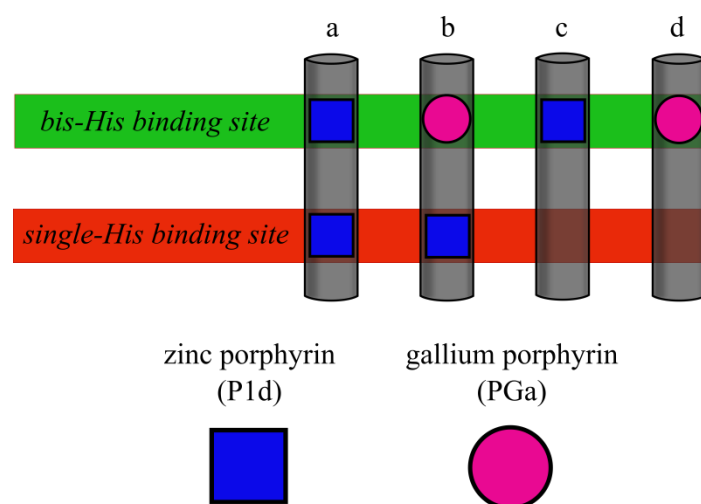 a b c d
bis-His binding site
single-His binding site
zinc porphyrin gallium porphyrin
(P1d) (PGa)